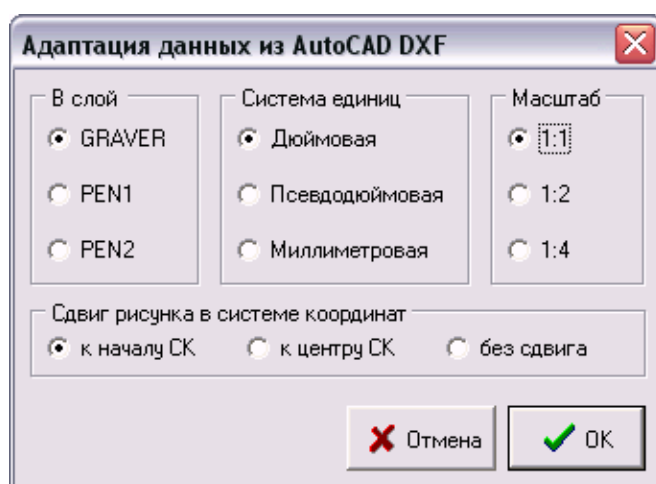 Адаптация данных из AutoCAD DXF
В слой
GRAVER
PEN1
PEN2
Система единиц
Дюймовая
Псевдодюймовая
Миллиметровая
Масштаб
1:1
1:2
1:4
Сдвиг рисунка в системе координат
к началу СК
к центру СК
без сдвига
Отмена
ОК